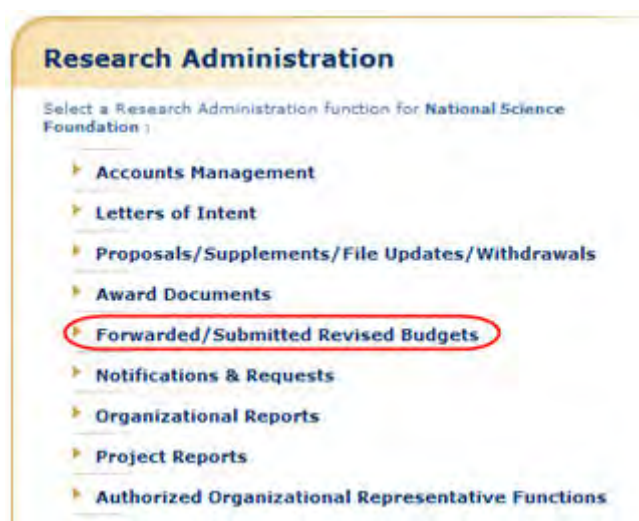 Research Administration
Select a Research Administration function for National Science
Foundation :
Accounts Management
Letters of Intent
Proposals/Supplements/File Updates/Withdrawals
Award Documents
Forwarded/Submitted Revised Budgets
Notifications & Requests
Organizational Reports
Project Reports
Authorized Organizational Representative Functions